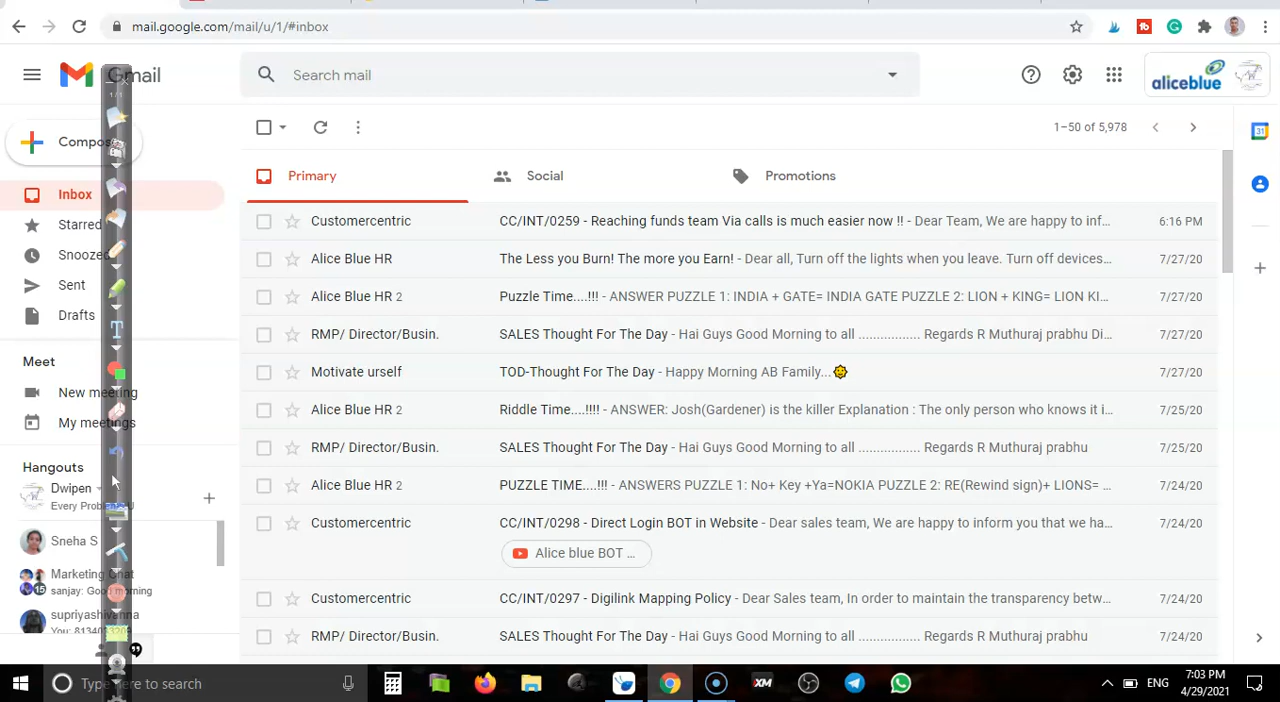 mail.google.com/mail/u/1/#inbox
Gmail
Search mail
aliceblue
Compose
1–50 of 5,978
Inbox
Starred
Snoozed
Sent
Drafts
Meet
New meeting
My meetings
Hangouts
Dwipen
Every Problem
Sneha S
Marketing Chat
15
sanjay: Good morning
supriyashivanna
Primary
Social
Promotions
Customercentric CC/INT/0259 - Reaching funds team Via calls is much easier now !! - Dear Team, We are happy to inf... 6:16 PM
Alice Blue HR The Less you Burn! The more you Earn! - Dear all, Turn off the lights when you leave. Turn off devices... 7/27/20
Alice Blue HR 2 Puzzle Time....!!! - ANSWER PUZZLE 1: INDIA + GATE= INDIA GATE PUZZLE 2: LION + KING= LION KI... 7/27/20
RMP/ Director/Busin. SALES Thought For The Day - Hai Guys Good Morning to all ................. Regards R Muthuraj prabhu Di... 7/27/20
Motivate urself TOD-Thought For The Day - Happy Morning AB Family... 7/27/20
Alice Blue HR 2 Riddle Time....!!!! - ANSWER: Josh(Gardener) is the killer Explanation : The only person who knows it i... 7/25/20
RMP/ Director/Busin. SALES Thought For The Day - Hai Guys Good Morning to all ................. Regards R Muthuraj prabhu 7/25/20
Alice Blue HR 2 PUZZLE TIME....!!! - ANSWERS PUZZLE 1: No+ Key +Ya=NOKIA PUZZLE 2: RE(Rewind sign)+ LIONS= ... 7/24/20
Customercentric CC/INT/0298 - Direct Login BOT in Website - Dear sales team, We are happy to inform you that we ha... 7/24/20
Alice blue BOT ...
Customercentric CC/INT/0297 - Digilink Mapping Policy - Dear Sales team, In order to maintain the transparency betw... 7/24/20
RMP/ Director/Busin. SALES Thought For The Day - Hai Guys Good Morning to all ................. Regards R Muthuraj prabhu 7/24/20
31
Type here to search
XM
ENG
7:03 PM
4/29/2021